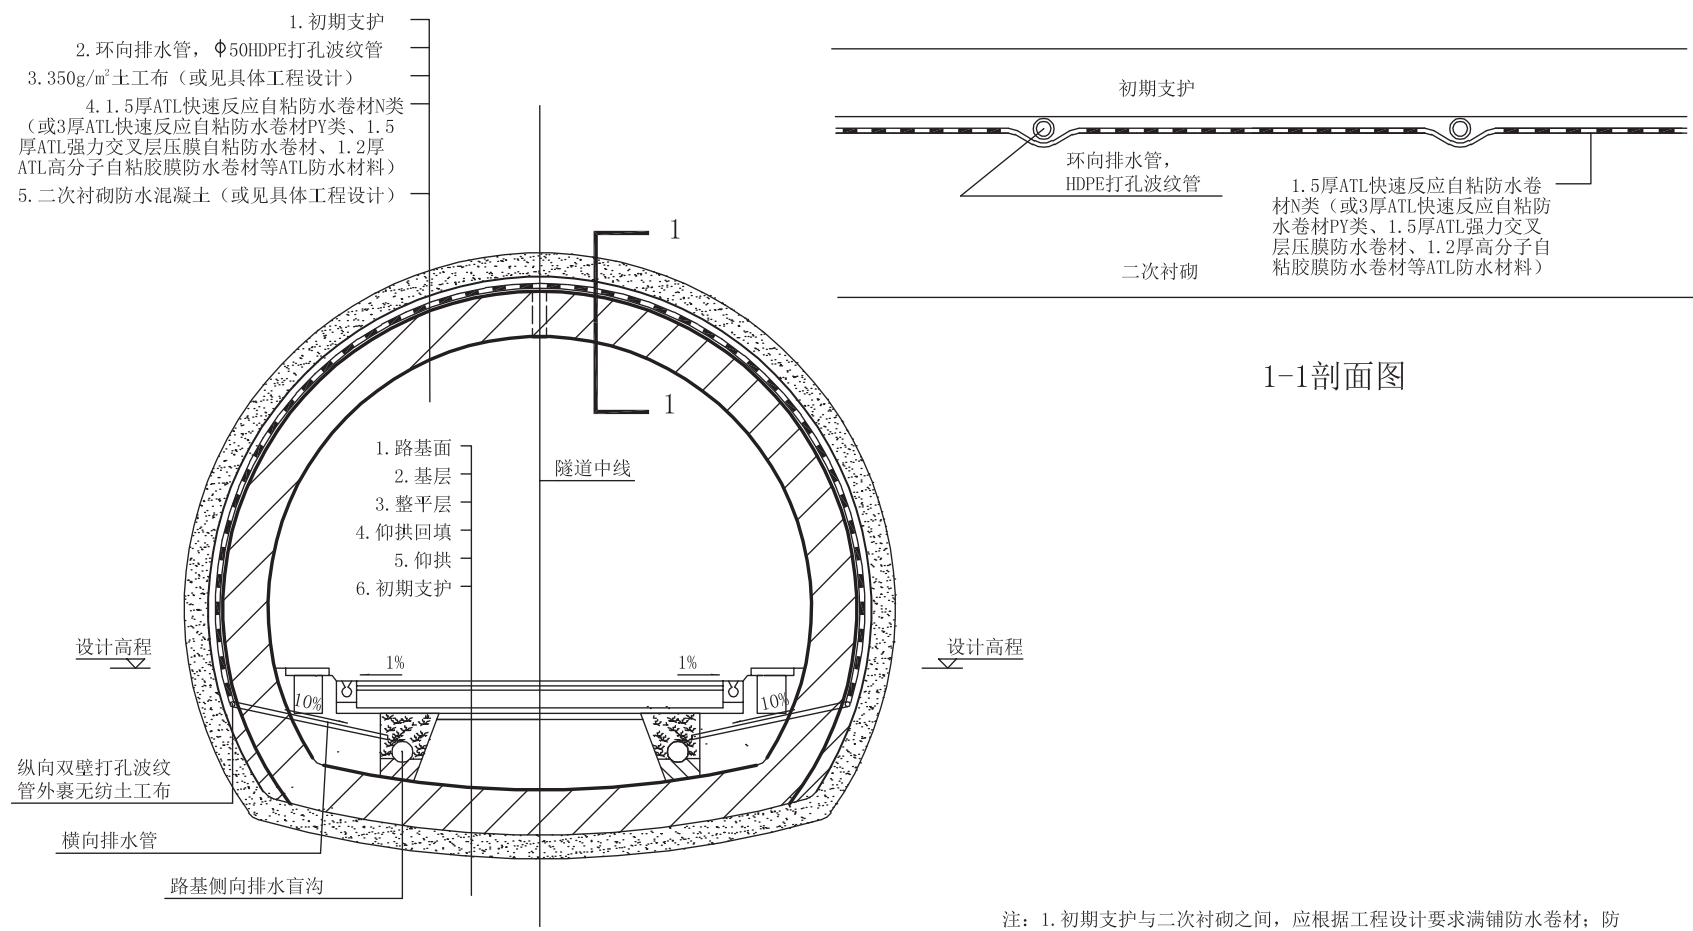 1.初期支护
2.环向排水管，ϕ50HDPE打孔波纹管
3.350g/m²土工布（或见具体工程设计）
4.1.5厚ATL快速反应自粘防水卷材N类
（或3厚ATL快速反应自粘防水卷材PY类、1.5
厚ATL强力交叉层压膜自粘防水卷材、1.2厚
ATL高分子自粘胶膜防水卷材等ATL防水材料）
5.二次衬砌防水混凝土（或见具体工程设计）
1
1
初期支护
环向排水管，
HDPE打孔波纹管
1.5厚ATL快速反应自粘防水卷
材N类（或3厚ATL快速反应自粘防
水卷材PY类、1.5厚ATL强力交叉
层压膜防水卷材、1.2厚高分子自
粘胶膜防水卷材等ATL防水材料）
二次衬砌
1-1剖面图
1.路基面
2.基层
3.整平层
4.仰拱回填
5.仰拱
6.初期支护
隧道中线
设计高程
设计高程
1%
1%
10%
10%
纵向双壁打孔波纹
管外裹无纺土工布
横向排水管
路基侧向排水盲沟
注：1.初期支护与二次衬砌之间，应根据工程设计要求满铺防水卷材；防